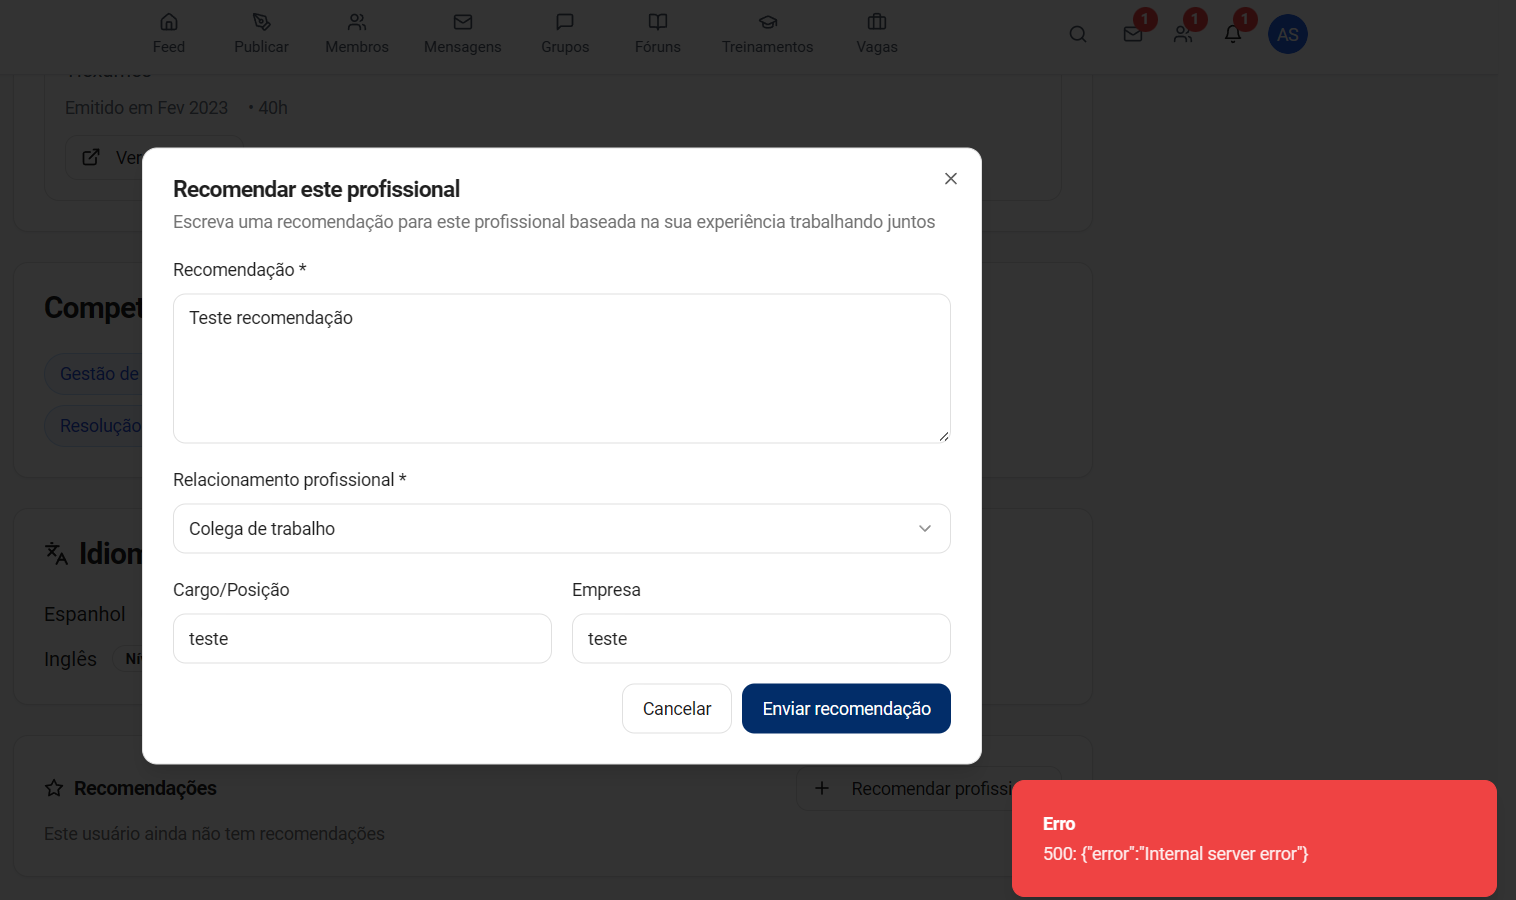 Feed
Publicar
Membros
Mensagens
Grupos
Fóruns
Treinamentos
Vagas
1
1
1
AS
Emitido em Fev 2023 • 40h
Ver
Recomendar este profissional
Escreva uma recomendação para este profissional baseada na sua experiência trabalhando juntos
Recomendação *
Teste recomendação
Compet
Gestão de
Resolução
Relacionamento profissional *
Colega de trabalho
Idiom
Cargo/Posição
Empresa
Espanhol
teste
teste
Inglês
Ní
Cancelar
Enviar recomendação
Recomendações
Recomendar profissi
Este usuário ainda não tem recomendações
Erro
500: {"error":"Internal server error"}